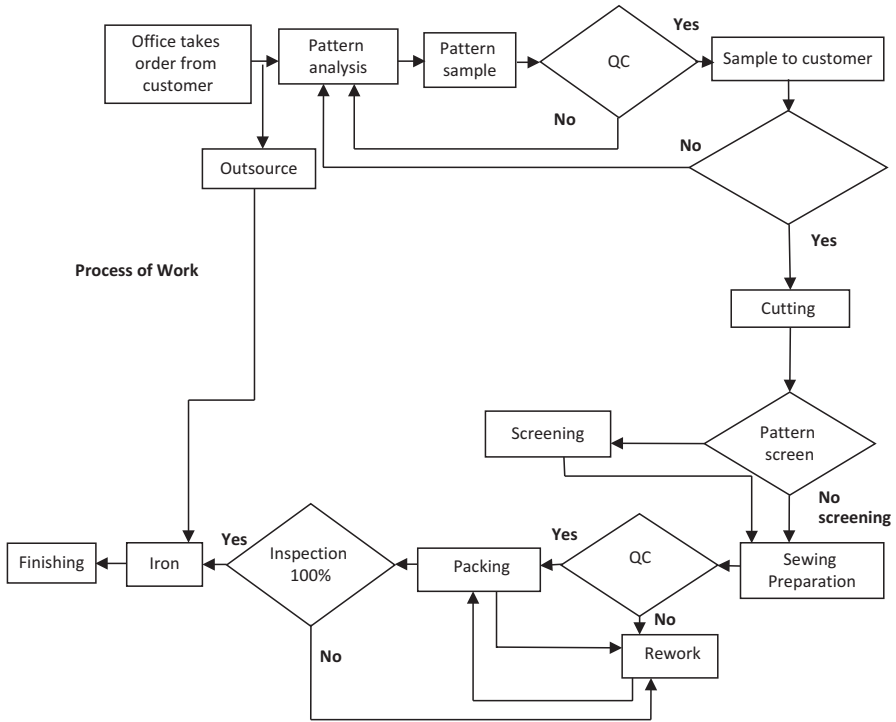 Office takes
order from
customer
Pattern
analysis
Pattern
sample
QC
Yes
Sample to customer
No
No
Outsource
Yes
Process of Work
Cutting
Screening
Pattern
screen
No
screening
Finishing
Iron
Yes
Inspection
100%
Packing
Yes
QC
Sewing
Preparation
No
Rework
No